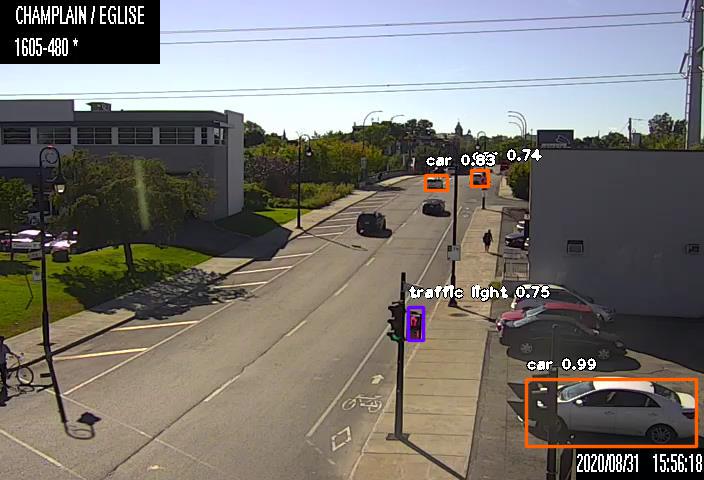 CHAMPLAIN / EGLISE
1605-480 *
car 0.83
car 0.74
traffic light 0.75
car 0.99
2020/08/31 15:56:18